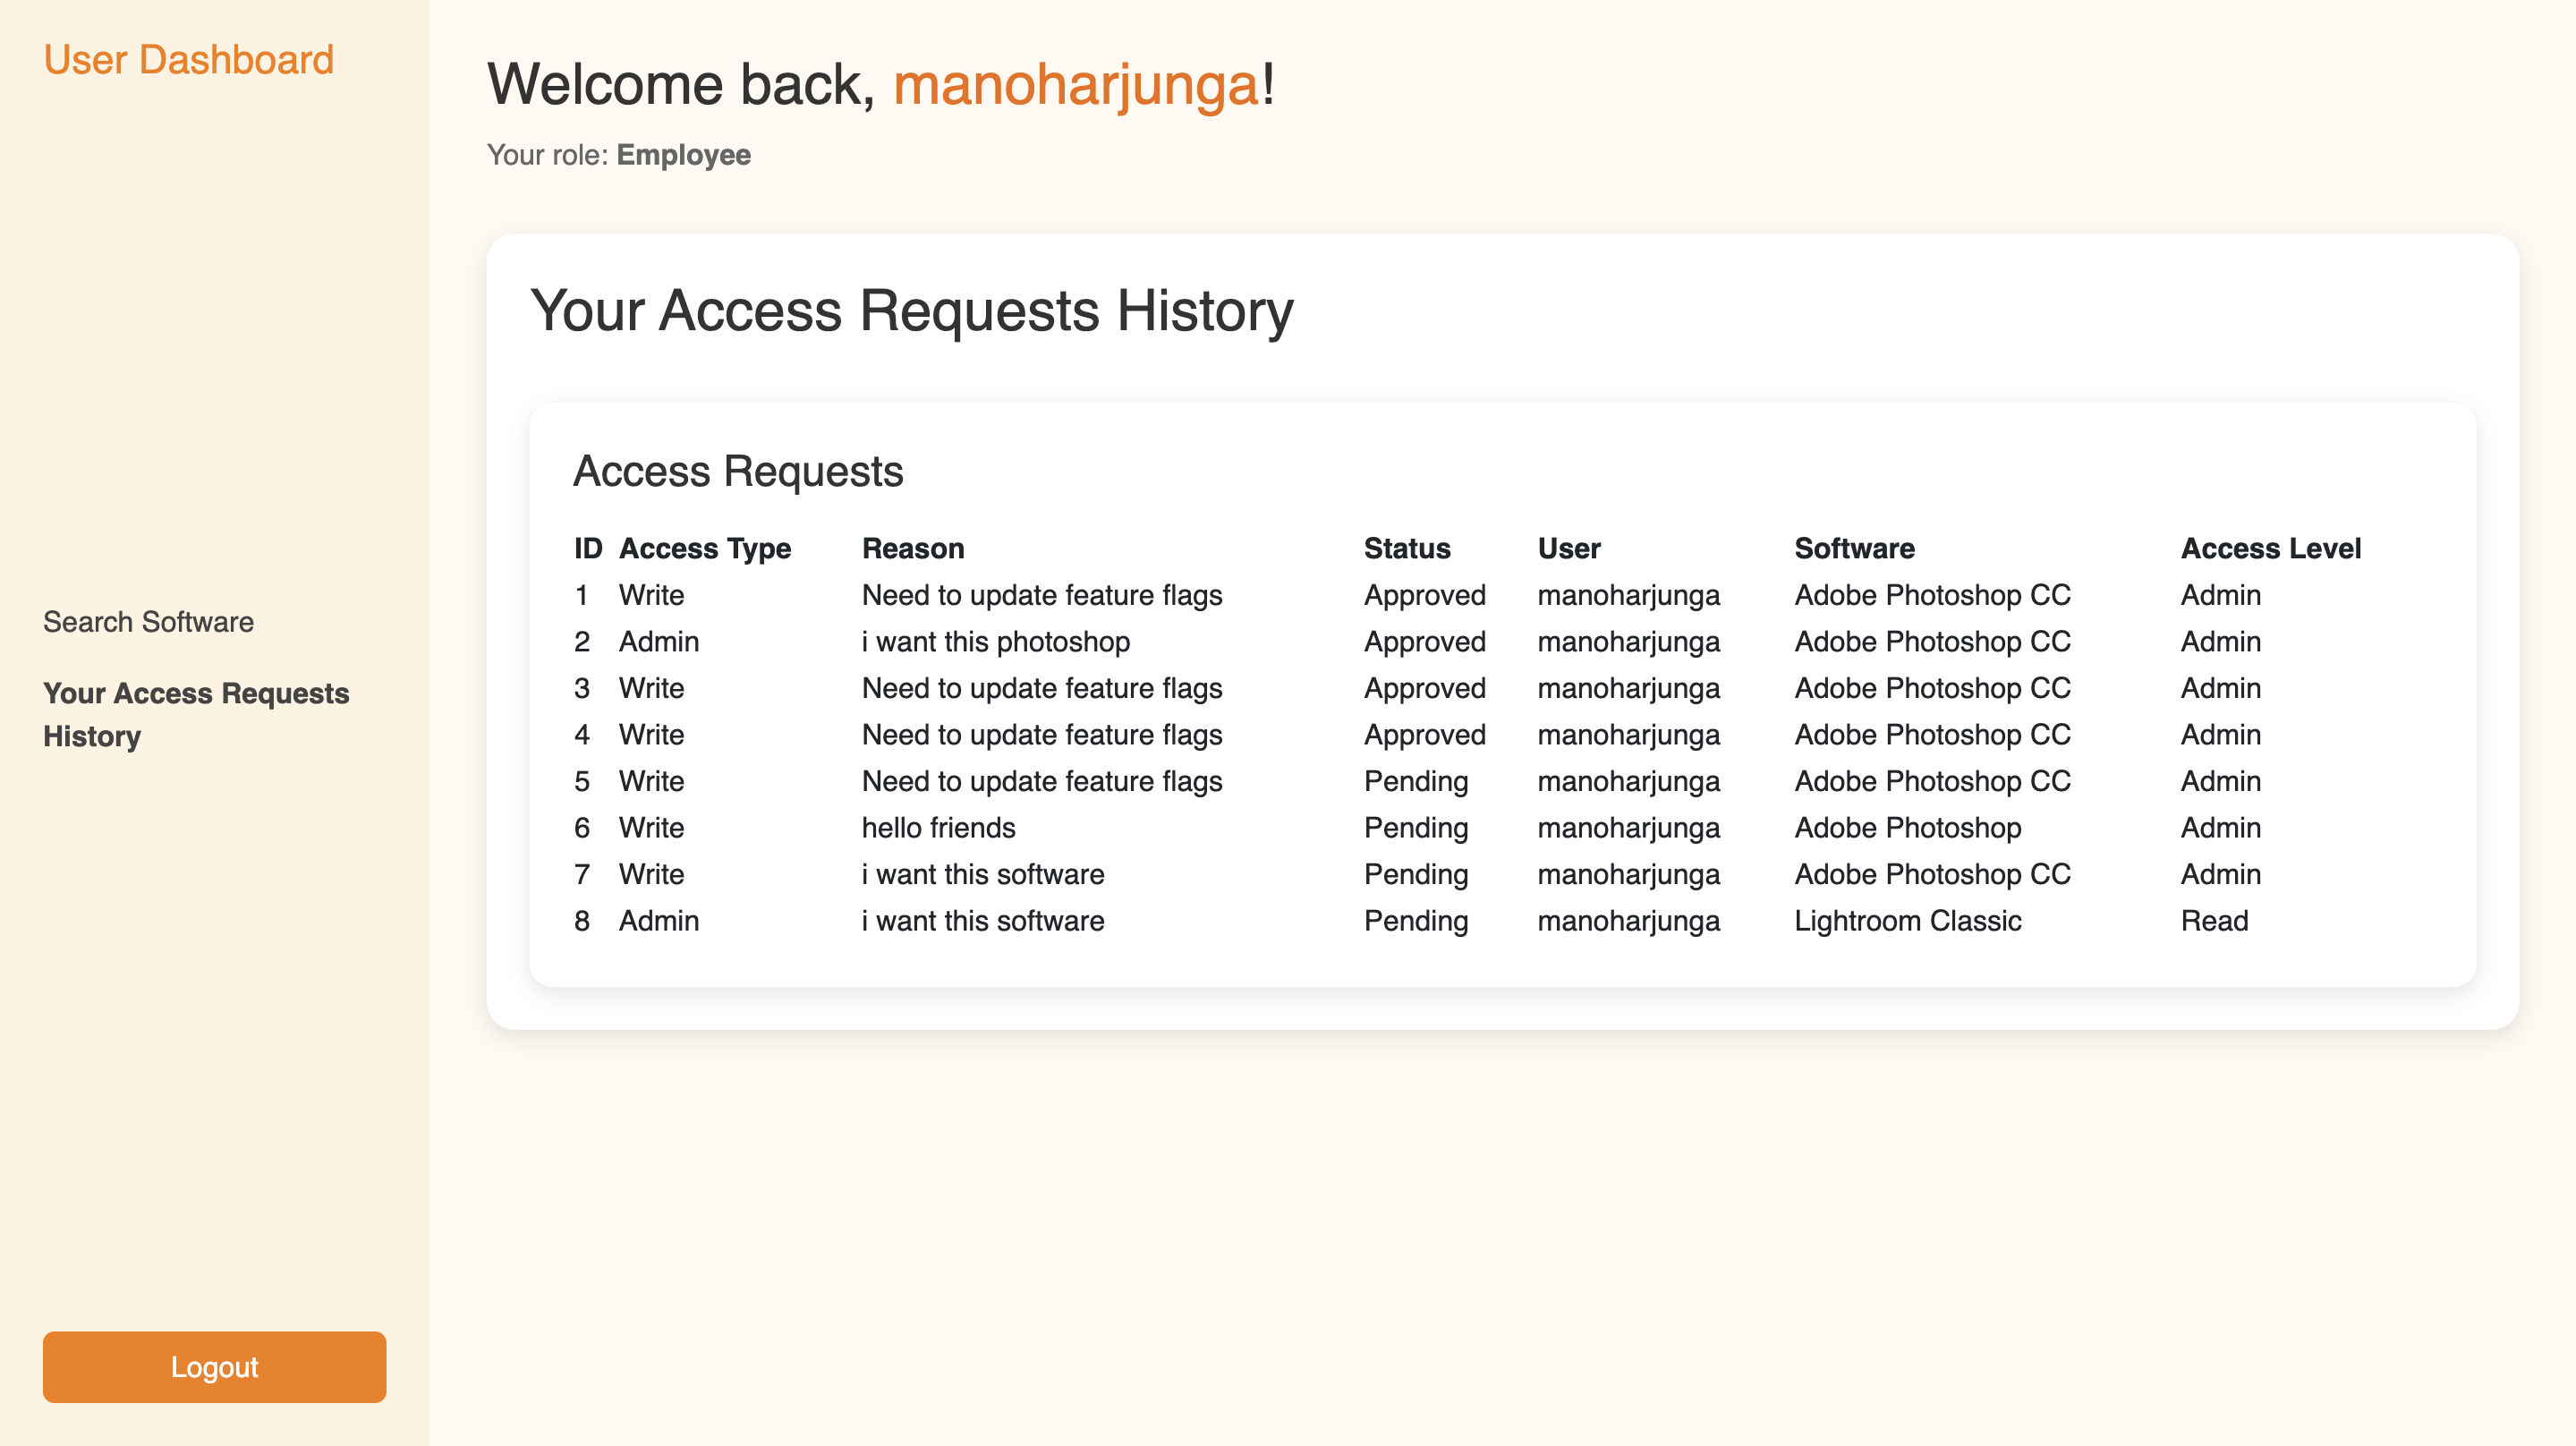 User Dashboard
Search Software
Your Access Requests
History
Logout
Welcome back, manoharjunga!
Your role: Employee
Your Access Requests History
Access Requests
ID Access Type Reason Status User Software Access Level
1 Write Need to update feature flags Approved manoharjunga Adobe Photoshop CC Admin
2 Admin i want this photoshop Approved manoharjunga Adobe Photoshop CC Admin
3 Write Need to update feature flags Approved manoharjunga Adobe Photoshop CC Admin
4 Write Need to update feature flags Approved manoharjunga Adobe Photoshop CC Admin
5 Write Need to update feature flags Pending manoharjunga Adobe Photoshop CC Admin
6 Write hello friends Pending manoharjunga Adobe Photoshop Admin
7 Write i want this software Pending manoharjunga Adobe Photoshop CC Admin
8 Admin i want this software Pending manoharjunga Lightroom Classic Read